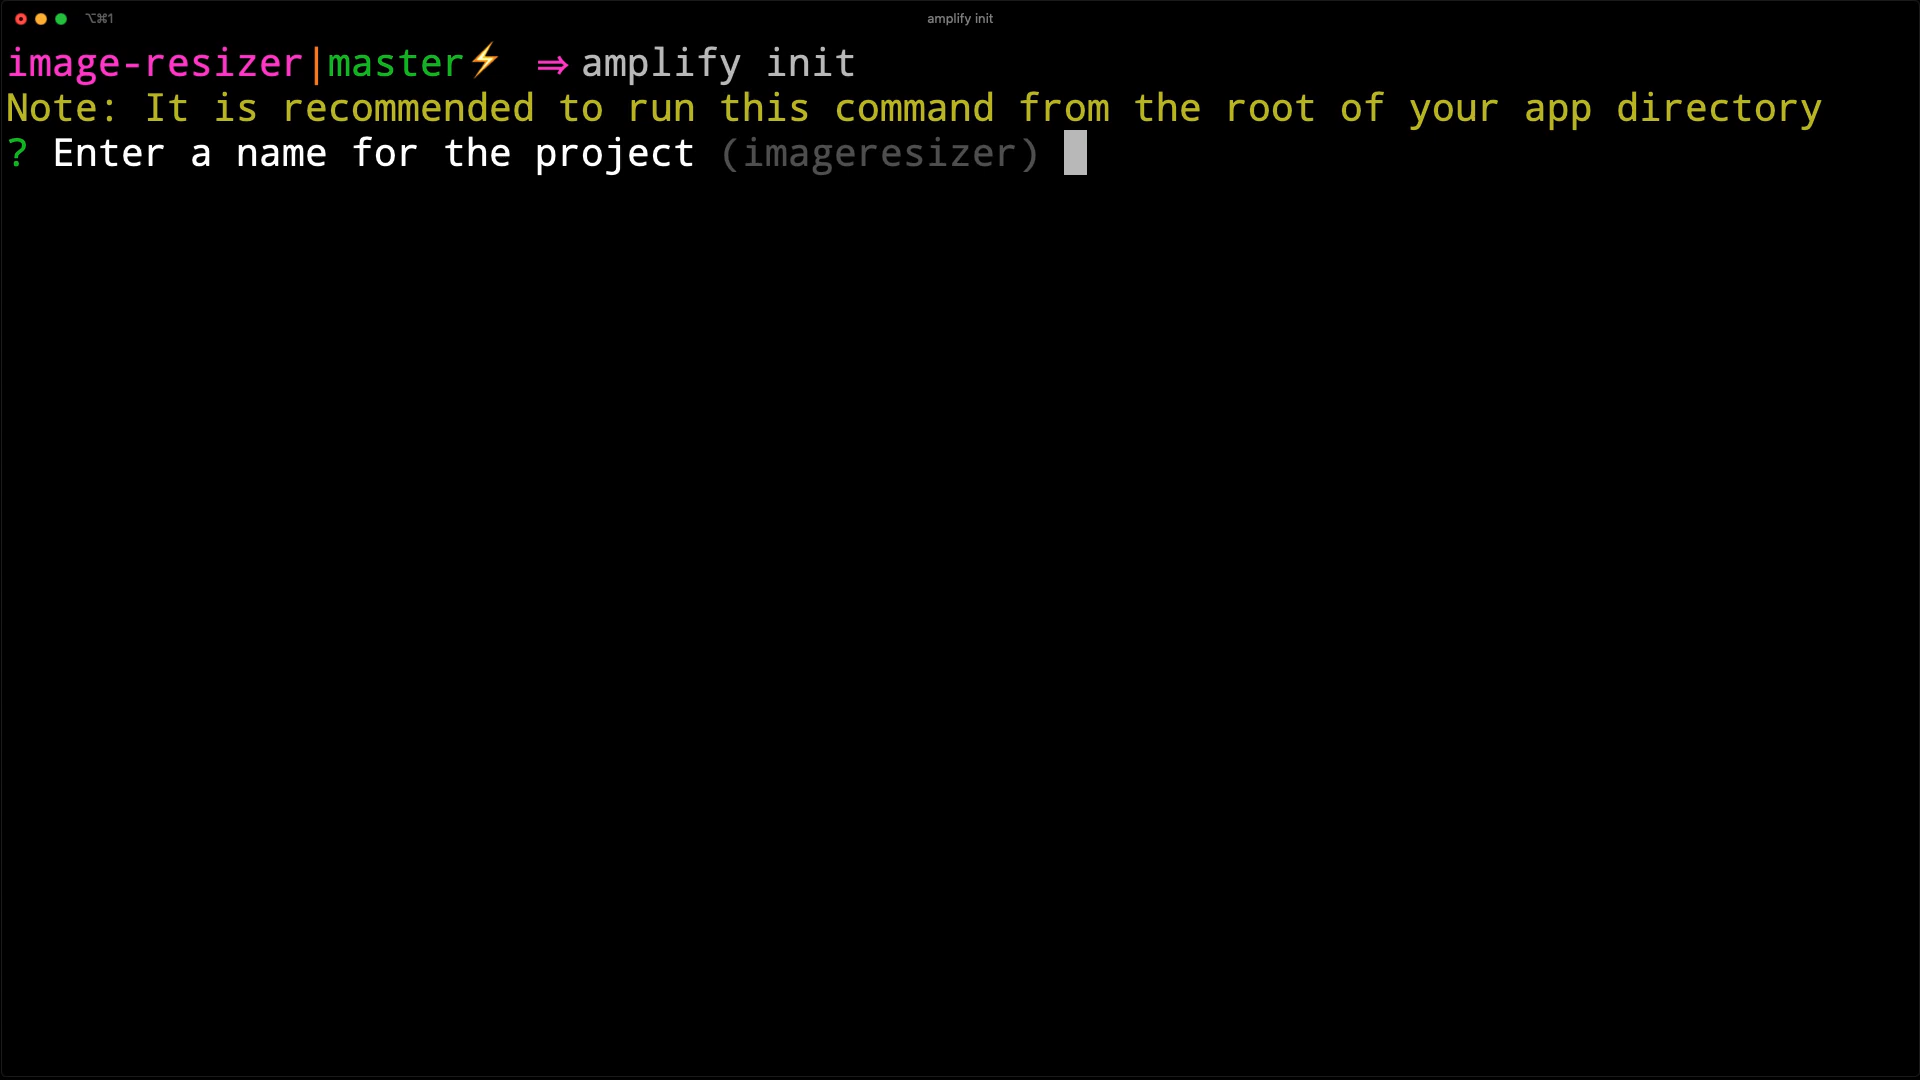 ⌥⌘1
amplify init
image-resizer|master⚡ ⇒ amplify init
Note: It is recommended to run this command from the root of your app directory
? Enter a name for the project (imageresizer)